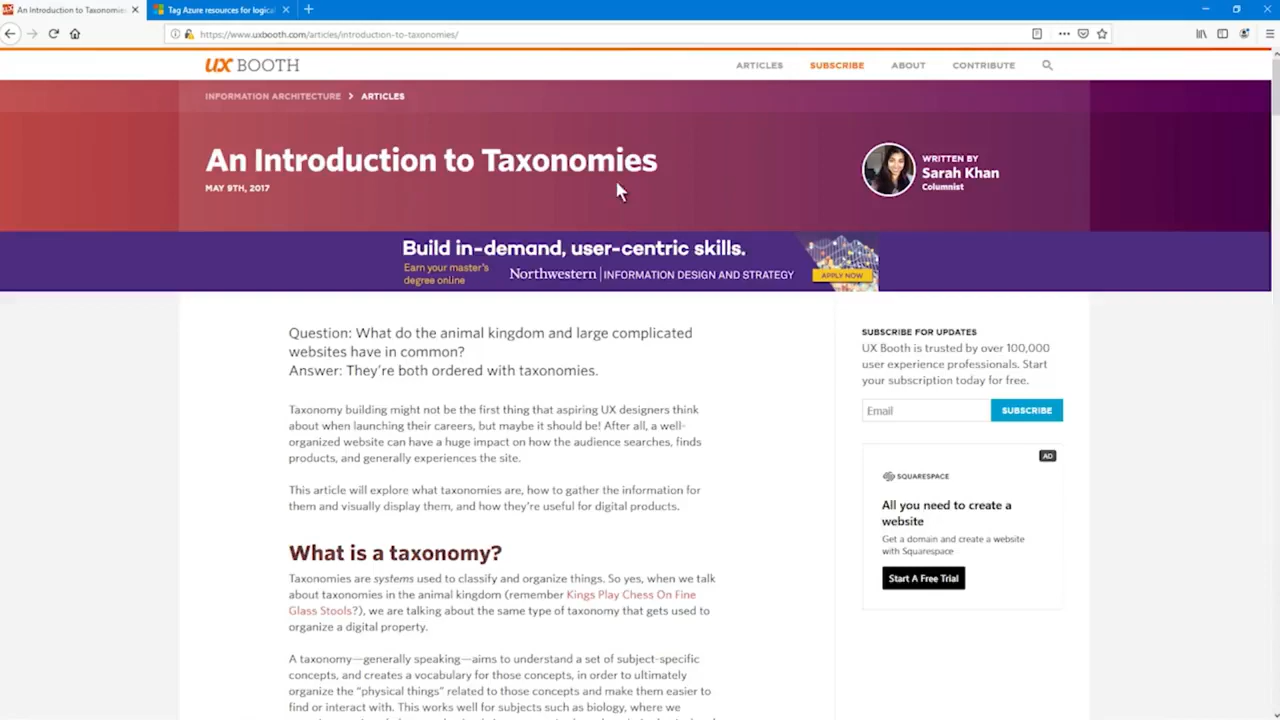 An Introduction to Taxonomies
Tag Azure resources for logical
https://www.uxbooth.com/articles/introduction-to-taxonomies/
UX BOOTH
ARTICLES
SUBSCRIBE
ABOUT
CONTRIBUTE
INFORMATION ARCHITECTURE > ARTICLES
An Introduction to Taxonomies
MAY 9TH, 2017
WRITTEN BY
Sarah Khan
Columnist
Build in-demand, user-centric skills.
Earn your master's
degree online
Northwestern | INFORMATION DESIGN AND STRATEGY
APPLY NOW
Question: What do the animal kingdom and large complicated
websites have in common?
Answer: They're both ordered with taxonomies.
Taxonomy building might not be the first thing that aspiring UX designers think
about when launching their careers, but maybe it should be! After all, a well-
organized website can have a huge impact on how the audience searches, finds
products, and generally experiences the site.
This article will explore what taxonomies are, how to gather the information for
them and visually display them, and how they're useful for digital products.
What is a taxonomy?
Taxonomies are systems used to classify and organize things. So yes, when we talk
about taxonomies in the animal kingdom (remember Kings Play Chess On Fine
Glass Stools?), we are talking about the same type of taxonomy that gets used to
organize a digital property.
A taxonomy—generally speaking—aims to understand a set of subject-specific
concepts, and creates a vocabulary for those concepts, in order to ultimately
organize the “physical things” related to those concepts and make them easier to
find or interact with. This works well for subjects such as biology, where we
SUBSCRIBE FOR UPDATES
UX Booth is trusted by over 100,000
user experience professionals. Start
your subscription today for free.
Email
SUBSCRIBE
AD
SQUARESPACE
All you need to create a
website
Get a domain and create a website
with Squarespace
Start A Free Trial